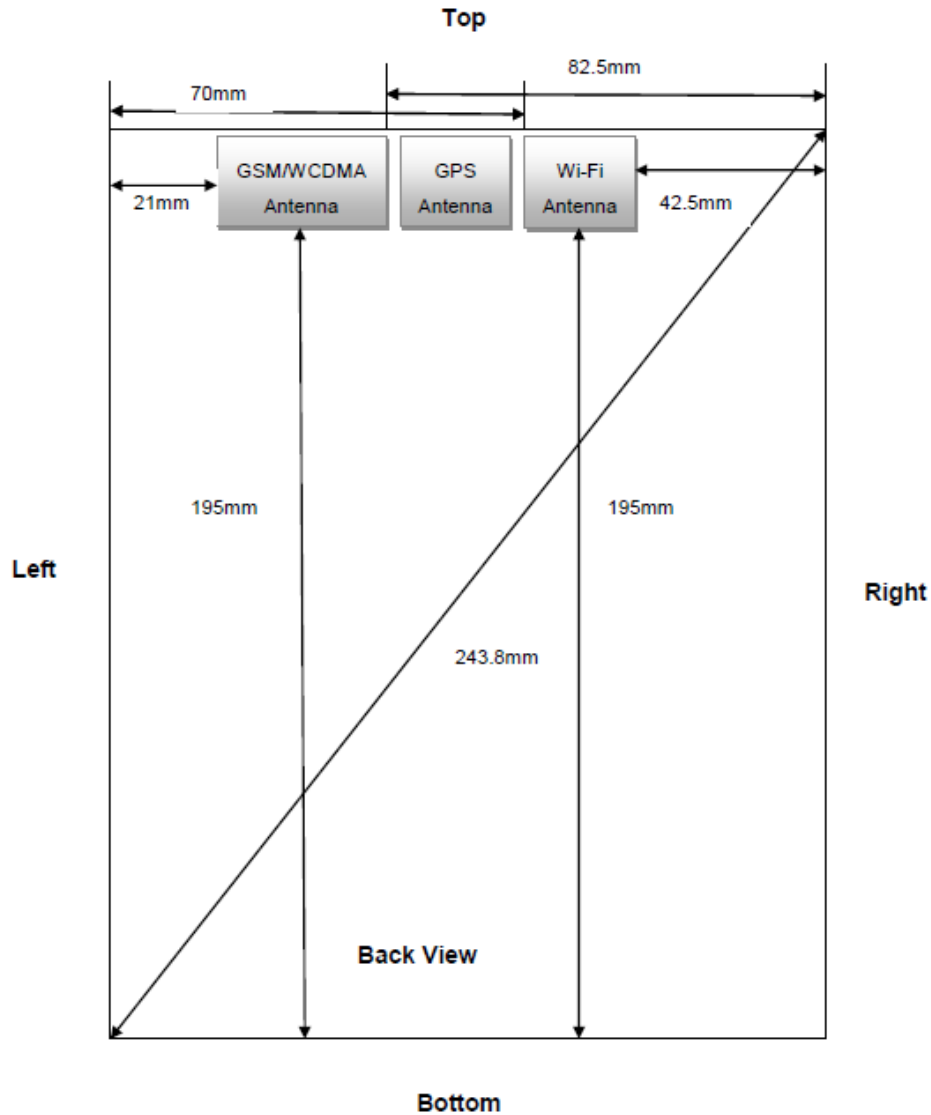 Top
82.5mm
70mm
GSM/WCDMA
Antenna
GPS
Antenna
Wi-Fi
Antenna
21mm
42.5mm
195mm
195mm
Left
Right
243.8mm
Back View
Bottom